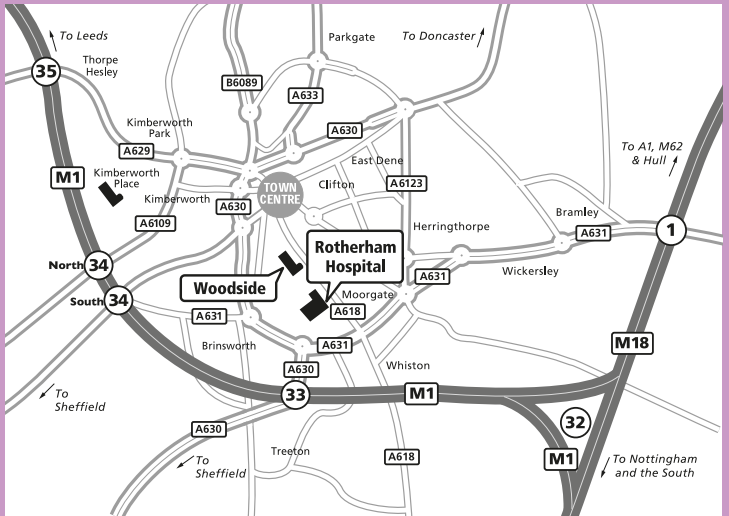 To Leeds
Parkgate
To Doncaster
35
Thorpe
Hesley
B6089
A633
Kimberworth
Park
A630
A629
East Dene
To A1, M62
& Hull
M1
Kimberworth
Place
TOWN
CENTRE
Clifton
A6123
Kimberworth
A630
A6109
Bramley
Herringthorpe
A631
1
Rotherham
Hospital
North
34
Wickersley
A631
Woodside
South
34
Moorgate
A618
A631
Brinsworth
A631
M18
Whiston
A630
33
M1
To
Sheffield
32
A630
Treeton
A618
M1
To
Sheffield
To Nottingham
and the South